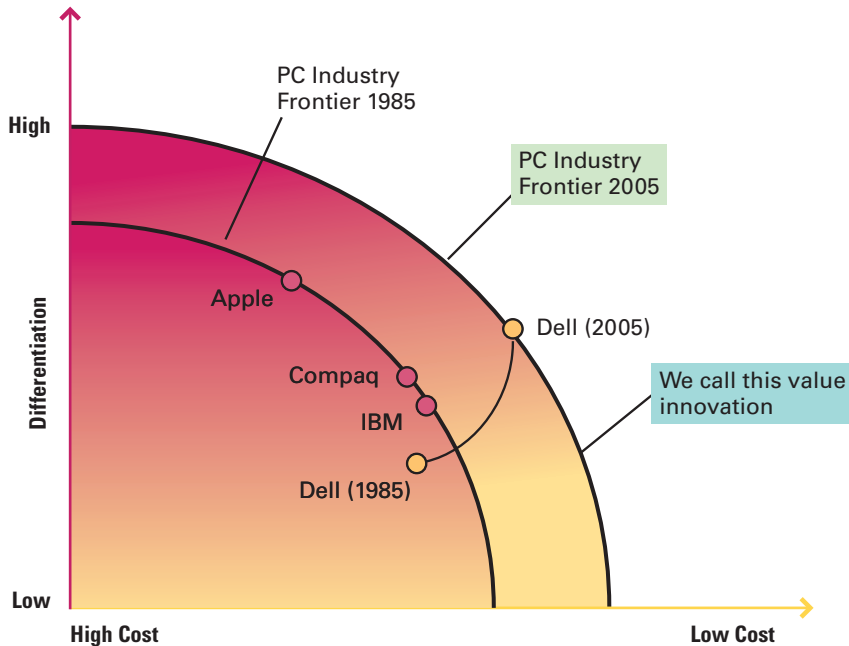 PC Industry
Frontier 1985
High
PC Industry
Frontier 2005
Apple
Dell (2005)
Compaq
We call this value
innovation
IBM
Differentiation
Dell (1985)
Low
High Cost
Low Cost